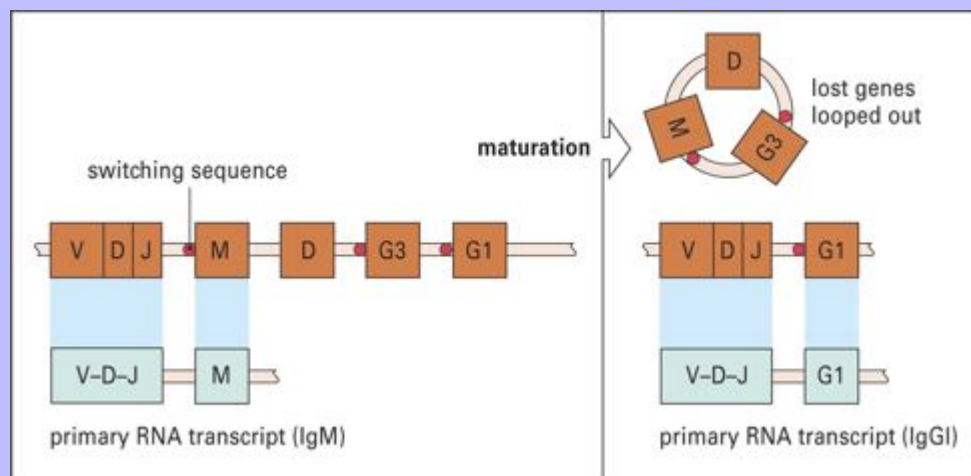 switching sequence
V D J M D G3 G1
V–D–J M
primary RNA transcript (IgM)
maturation
D
M
G3
lost genes
looped out
V D J G1
V–D–J G1
primary RNA transcript (IgGl)